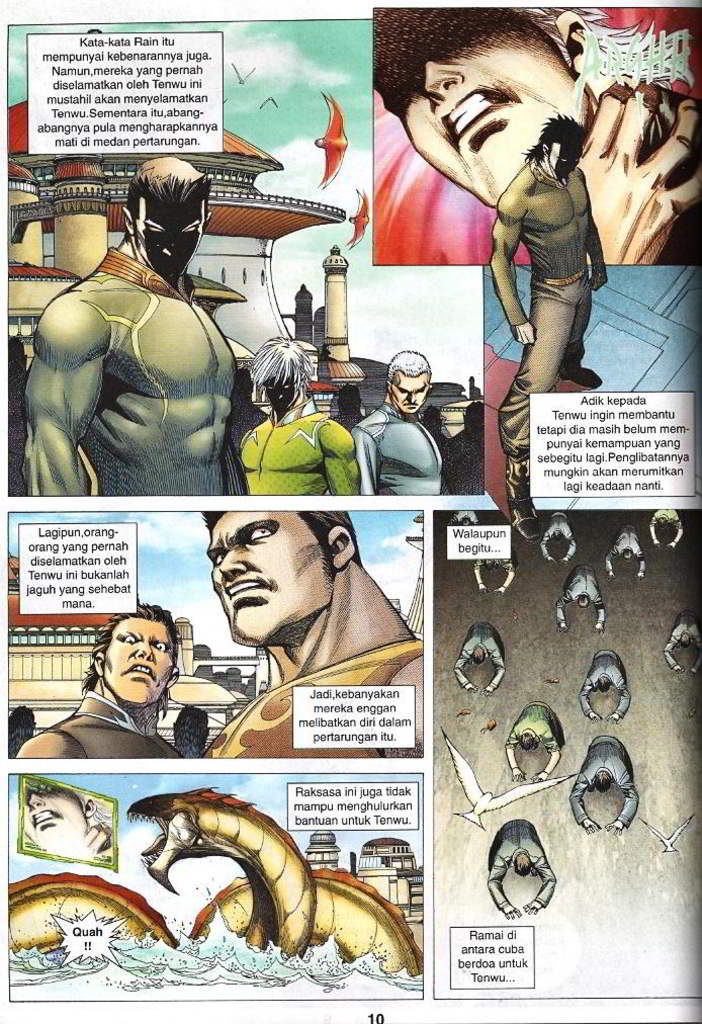 Kata-kata Rain itu
mempunyai kebenarannya juga.
Namun,mereka yang pernah
diselamatkan oleh Tenwu ini
mustahil akan menyelamatkan
Tenwu.Sementara itu,abang-
abangnya pula mengharapkannya
mati di medan pertarungan.
ARGHH
Adik kepada
Tenwu ingin membantu
tetapi dia masih belum mem-
punyai kemampuan yang
sebegitu lagi.Penglibatannya
mungkin akan merumitkan
lagi keadaan nanti.
Lagipun,orang-
orang yang pernah
diselamatkan oleh
Tenwu ini bukanlah
jaguh yang sehebat
mana.
Jadi,kebanyakan
mereka enggan
melibatkan diri dalam
pertarungan itu.
Walaupun
begitu...
Raksasa ini juga tidak
mampu menghulurkan
bantuan untuk Tenwu.
Quah
!!
Ramai di
antara cuba
berdoa untuk
Tenwu...
10